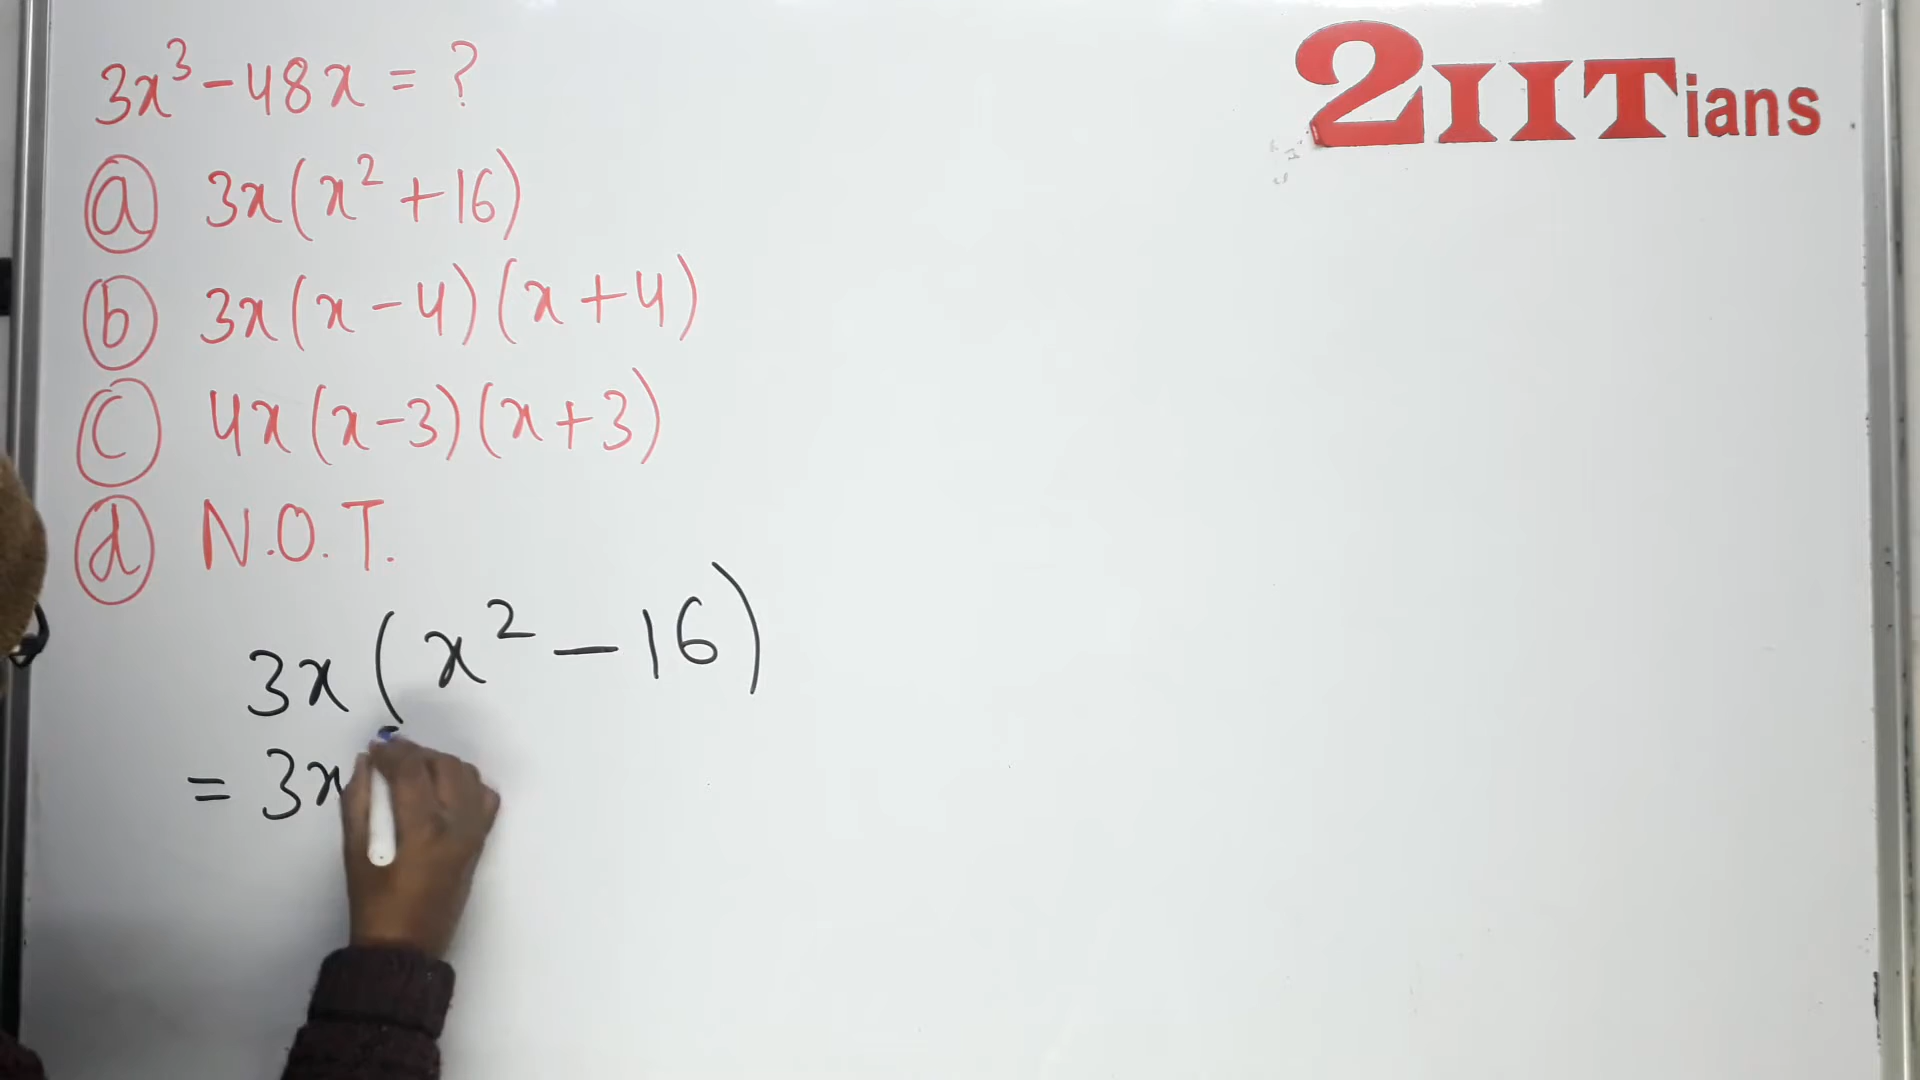 3x³ - 48x = ?
2IITians
ⓐ 3x(x² + 16)
ⓑ 3x(x - 4)(x + 4)
ⓒ 4x(x - 3)(x + 3)
ⓓ N.O.T.
3x(x² - 16)
= 3x